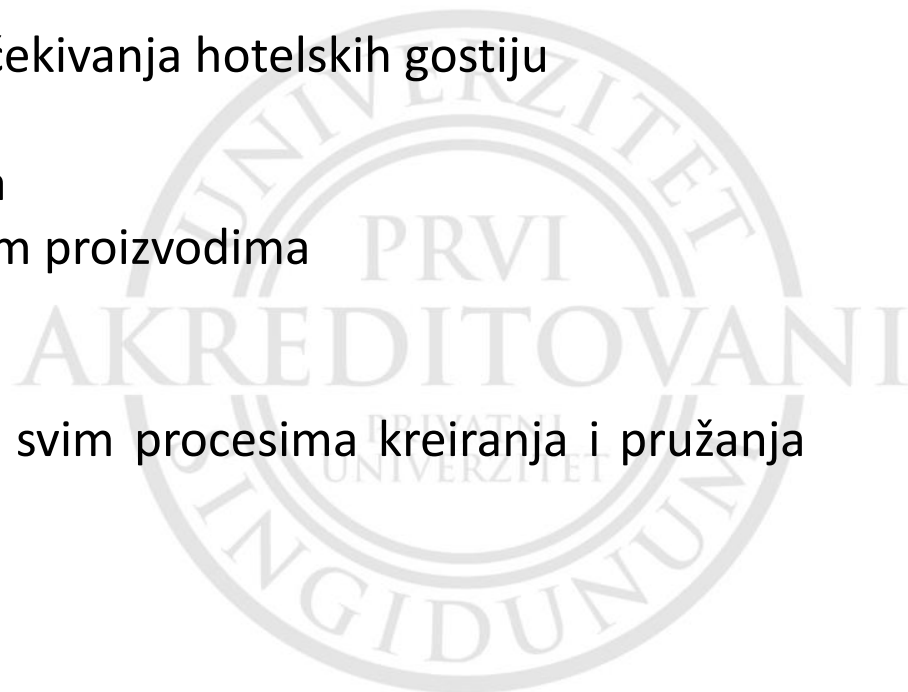 čekivanja hotelskih gostiju
a
m proizvodima
svim procesima kreiranja i pružanja
UNIVERZITET
PRVI
AKREDITOVANI
PRIVATNI
UNIVERZITET
SINGIDUNUM